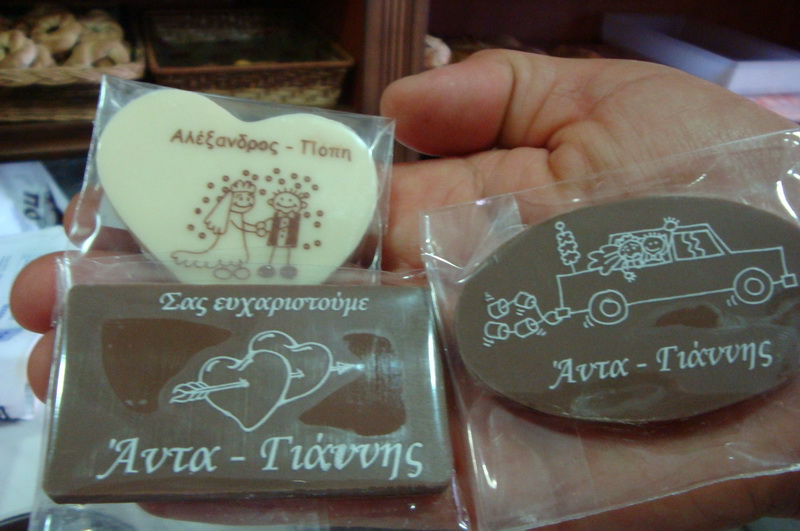 Αλέξανδρος - Πόπη
Σας ευχαριστούμε
Άντα - Γιάννης
Άντα - Γιάννης